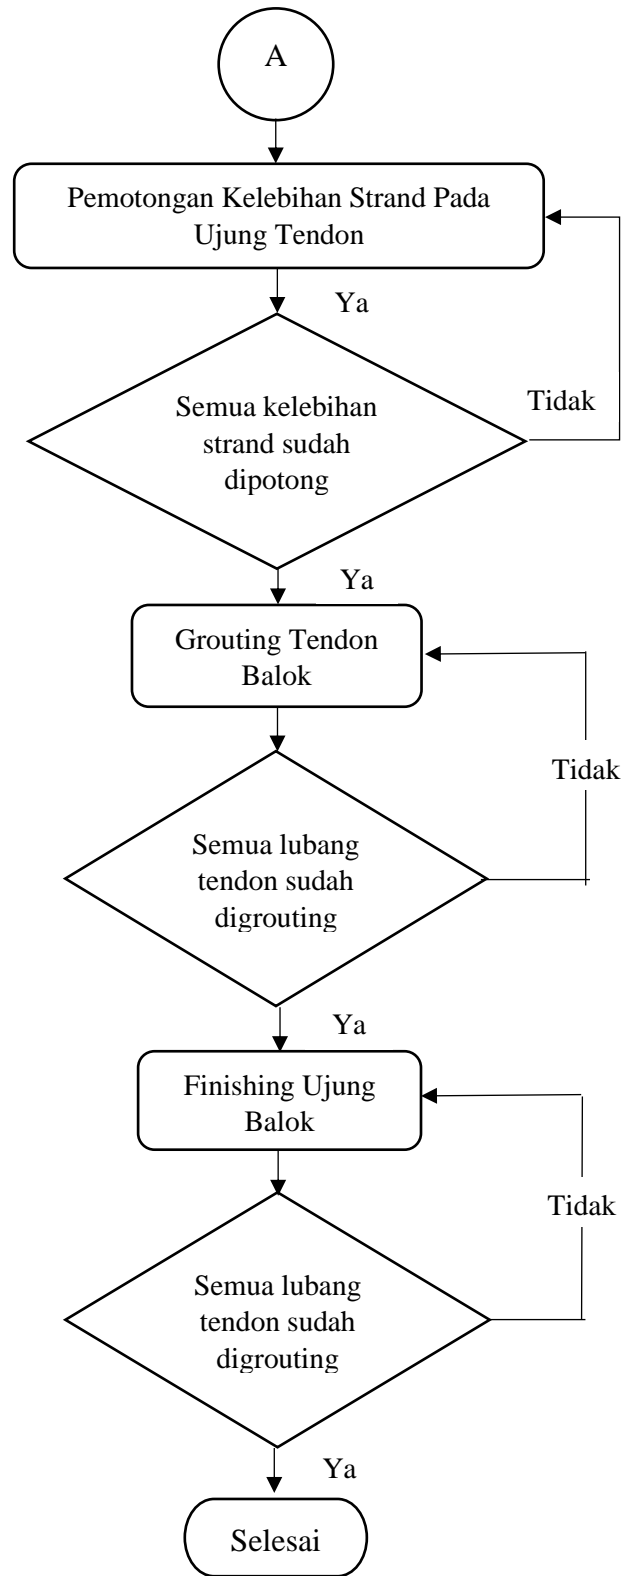 A
Pemotongan Kelebihan Strand Pada
Ujung Tendon
Ya
Semua kelebihan
strand sudah
dipotong
Tidak
Ya
Grouting Tendon
Balok
Tidak
Semua lubang
tendon sudah
digrouting
Ya
Finishing Ujung
Balok
Tidak
Semua lubang
tendon sudah
digrouting
Ya
Selesai